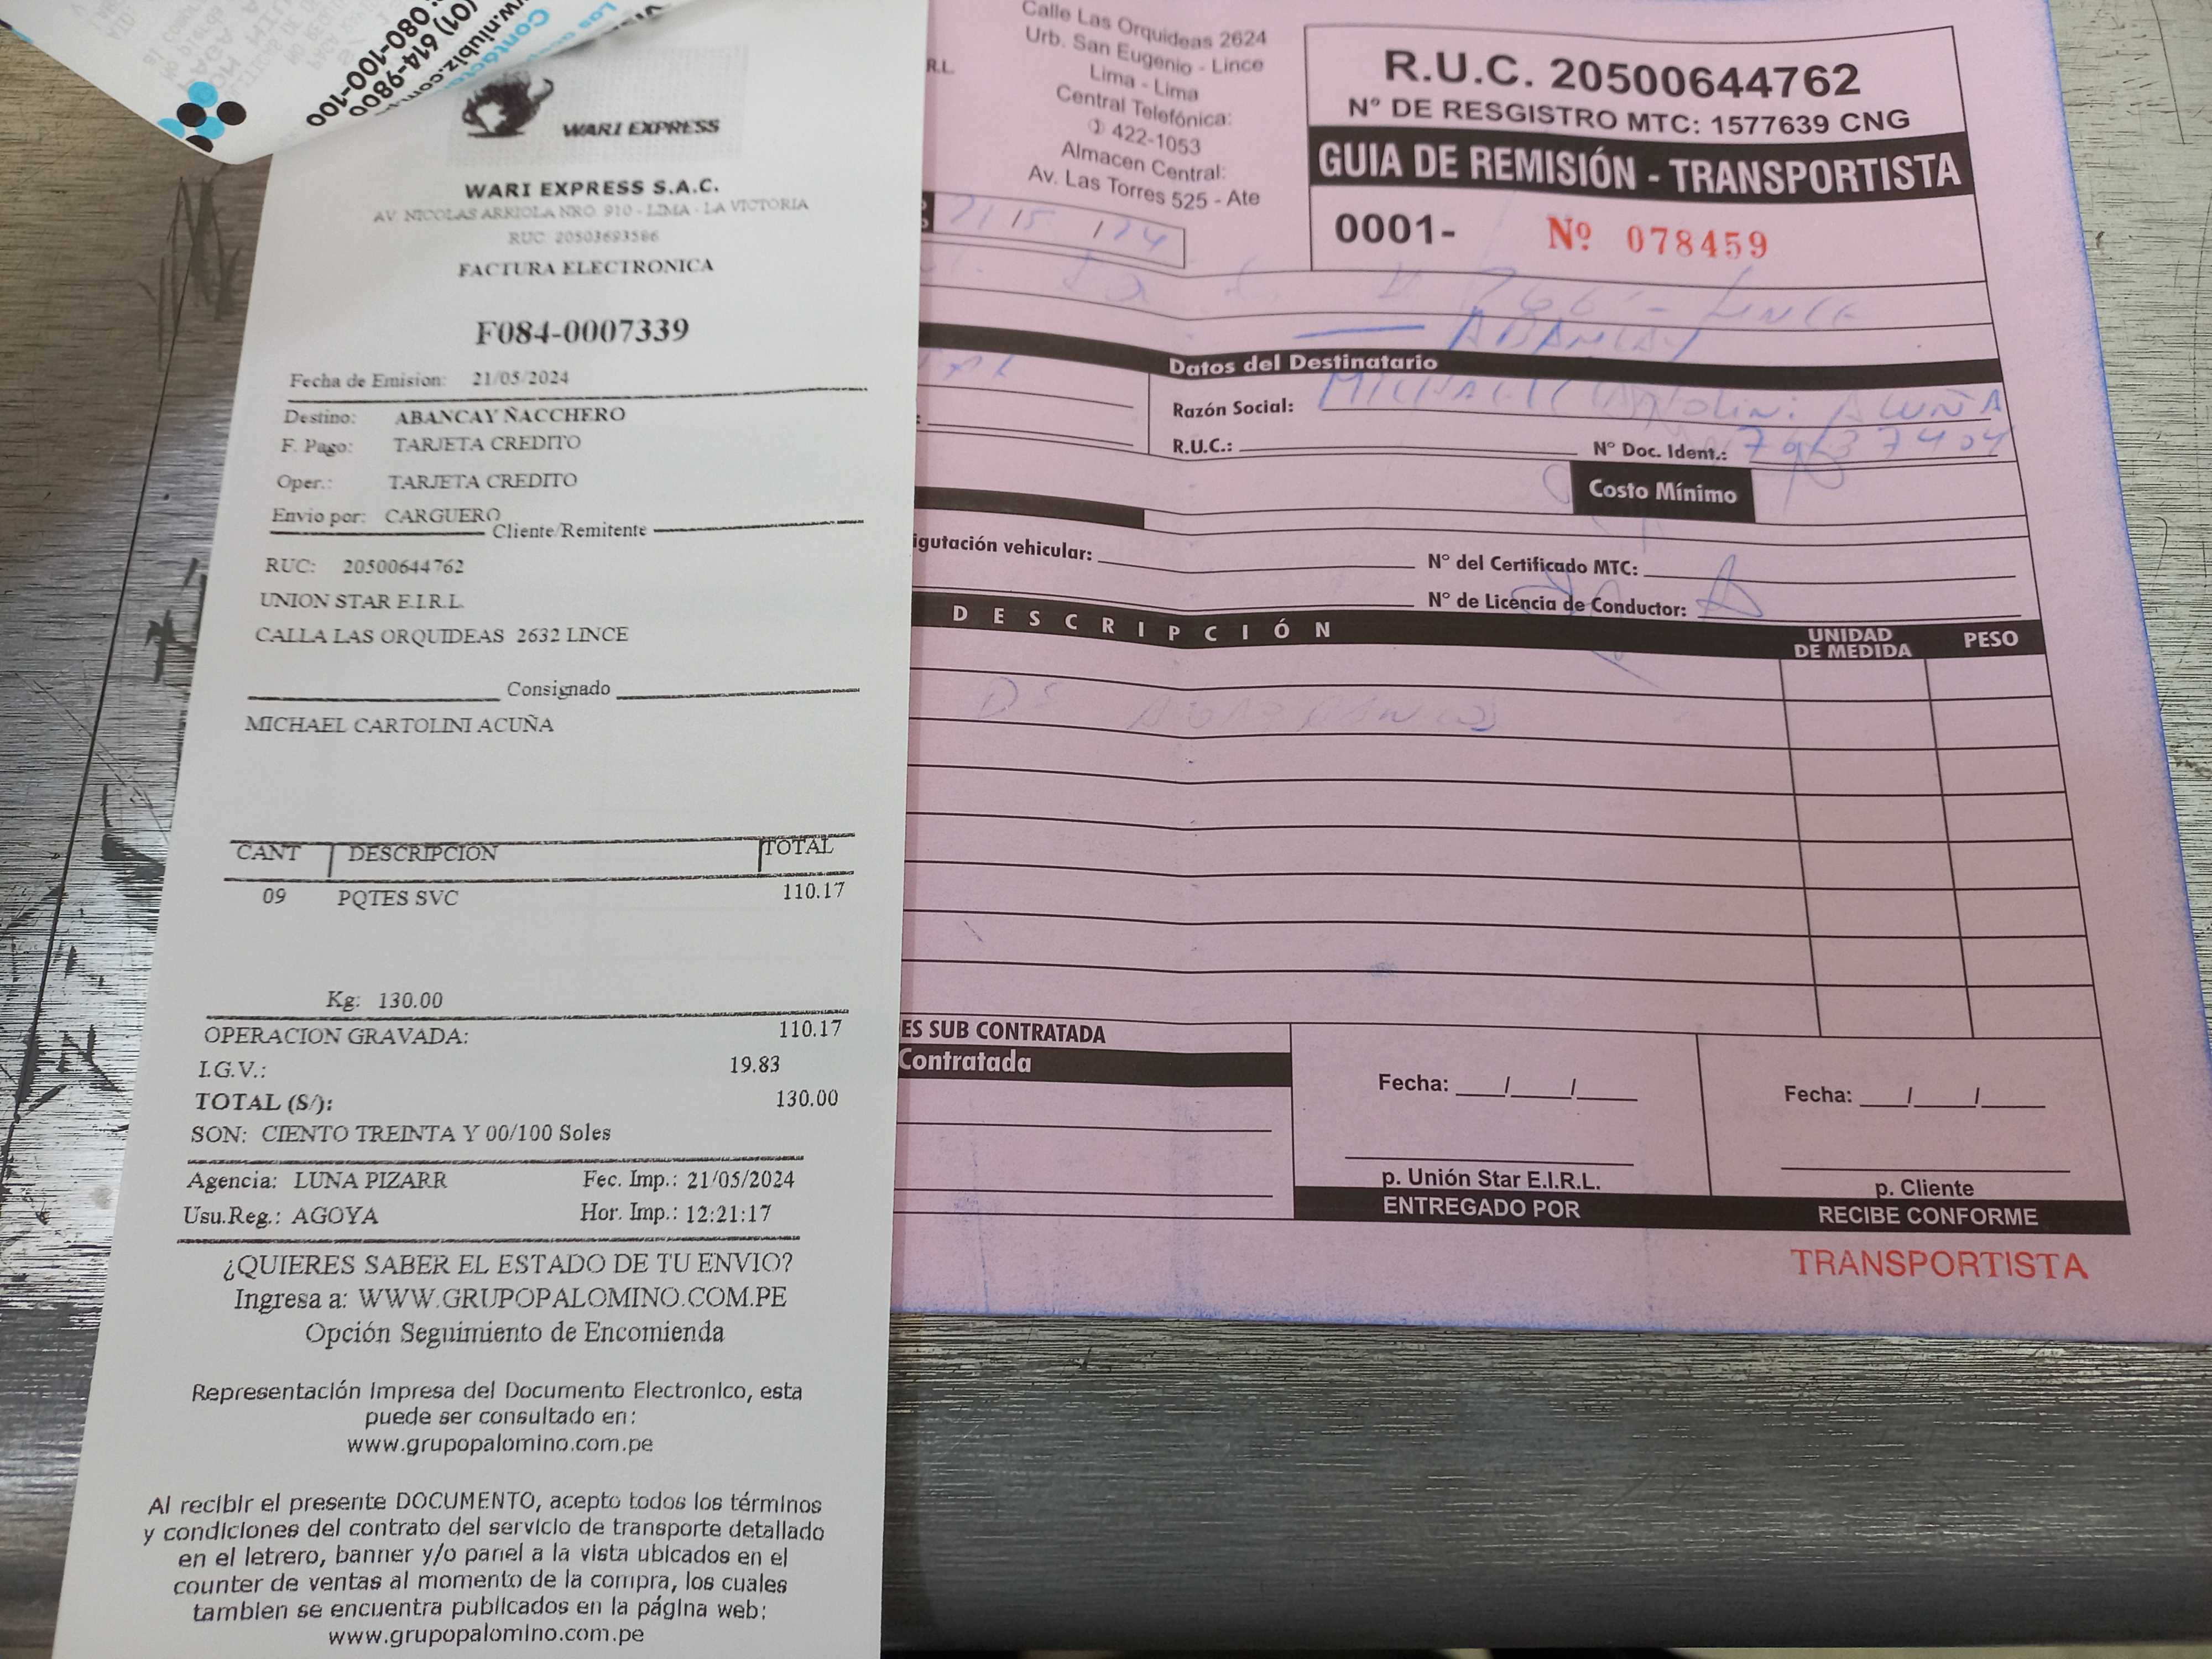 080-100-100
(01) 614-9800
WARI EXPRESS
WARI EXPRESS S.A.C.
AV. NICOLAS ARRIOLA NRO. 910 - LIMA - LA VICTORIA
RUC: 20503693586
FACTURA ELECTRONICA
F084-0007339
Fecha de Emision: 21/05/2024
Destino: ABANCAY ÑACCHERO
F. Pago: TARJETA CREDITO
Oper.: TARJETA CREDITO
Envio por: CARGUERO
Cliente/Remitente
RUC: 20500644762
UNION STAR E.I.R.L.
CALLA LAS ORQUIDEAS 2632 LINCE
Consignado
MICHAEL CARTOLINI ACUÑA
CANT DESCRIPCION TOTAL
09 PQTES SVC 110.17
Kg: 130.00
OPERACION GRAVADA: 110.17
I.G.V.: 19.83
TOTAL (S/): 130.00
SON: CIENTO TREINTA Y 00/100 Soles
Agencia: LUNA PIZARR Fec. Imp.: 21/05/2024
Usu.Reg.: AGOYA Hor. Imp.: 12:21:17
¿QUIERES SABER EL ESTADO DE TU ENVIO?
Ingresa a: WWW.GRUPOPALOMINO.COM.PE
Opción Seguimiento de Encomienda
Representación Impresa del Documento Electronico, esta
puede ser consultado en:
www.grupopalomino.com.pe
Al recibir el presente DOCUMENTO, acepto todos los términos
y condiciones del contrato del servicio de transporte detallado
en el letrero, banner y/o panel a la vista ubicados en el
counter de ventas al momento de la compra, los cuales
tambien se encuentra publicados en la página web:
www.grupopalomino.com.pe
R.L.
Calle Las Orquideas 2624
Urb. San Eugenio - Lince
Lima - Lima
Central Telefónica:
422-1053
Almacen Central:
Av. Las Torres 525 - Ate
R.U.C. 20500644762
N° DE RESGISTRO MTC: 1577639 CNG
GUIA DE REMISIÓN - TRANSPORTISTA
0001- Nº 078459
LINCE
ABANCAY
Datos del Destinatario
Razón Social: MICHAEL CARTOLINI ACUÑA
R.U.C.: N° Doc. Ident.:
Costo Mínimo
igutación vehicular: N° del Certificado MTC:
N° de Licencia de Conductor:
DESCRIPCIÓN UNIDAD DE MEDIDA PESO
ES SUB CONTRATADA
Contratada
Fecha: ___/___/___ Fecha: ___/___/___
p. Unión Star E.I.R.L. p. Cliente
ENTREGADO POR RECIBE CONFORME
TRANSPORTISTA